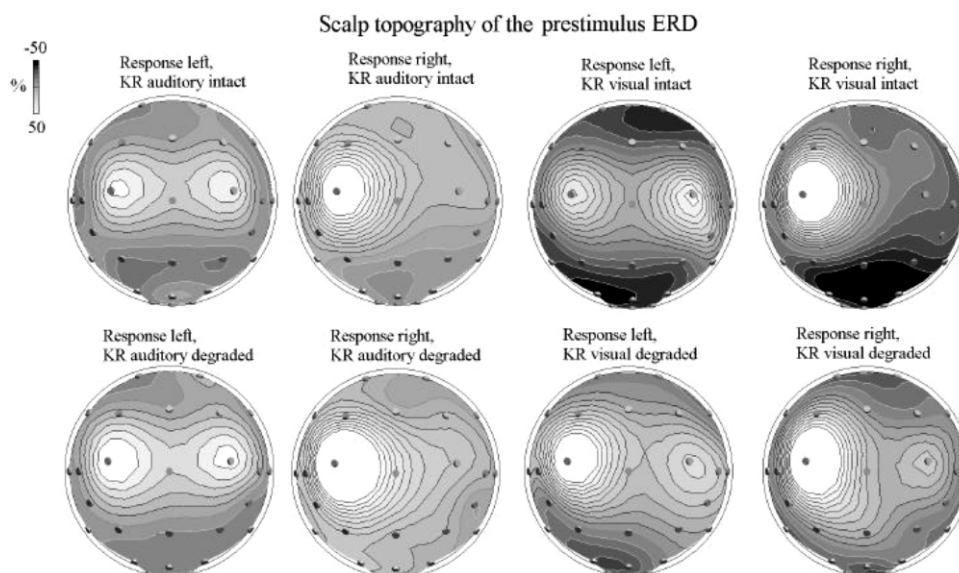 Scalp topography of the prestimulus ERD
-50
%
50
Response left,
KR auditory intact
Response right,
KR auditory intact
Response left,
KR visual intact
Response right,
KR visual intact
Response left,
KR auditory degraded
Response right,
KR auditory degraded
Response left,
KR visual degraded
Response right,
KR visual degraded